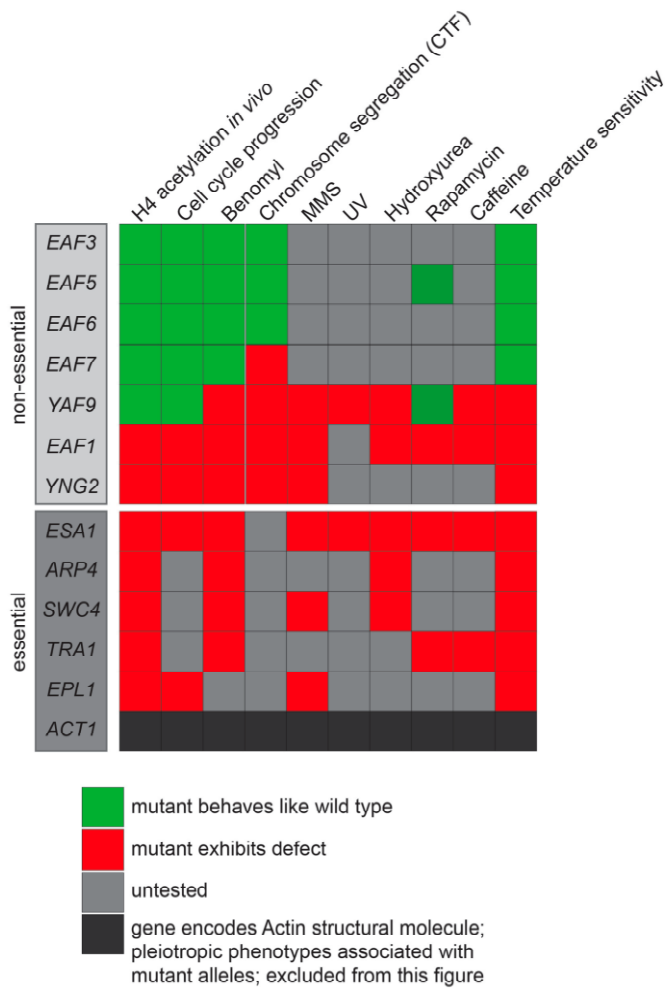 H4 acetylation in vivo
Cell cycle progression
Benomyl
Chromosome segregation (CTF)
MMS
UV
Hydroxyurea
Rapamycin
Caffeine
Temperature sensitivity
non-essential
EAF3
EAF5
EAF6
EAF7
YAF9
EAF1
YNG2
essential
ESA1
ARP4
SWC4
TRA1
EPL1
ACT1
mutant behaves like wild type
mutant exhibits defect
untested
gene encodes Actin structural molecule;
pleiotropic phenotypes associated with
mutant alleles; excluded from this figure